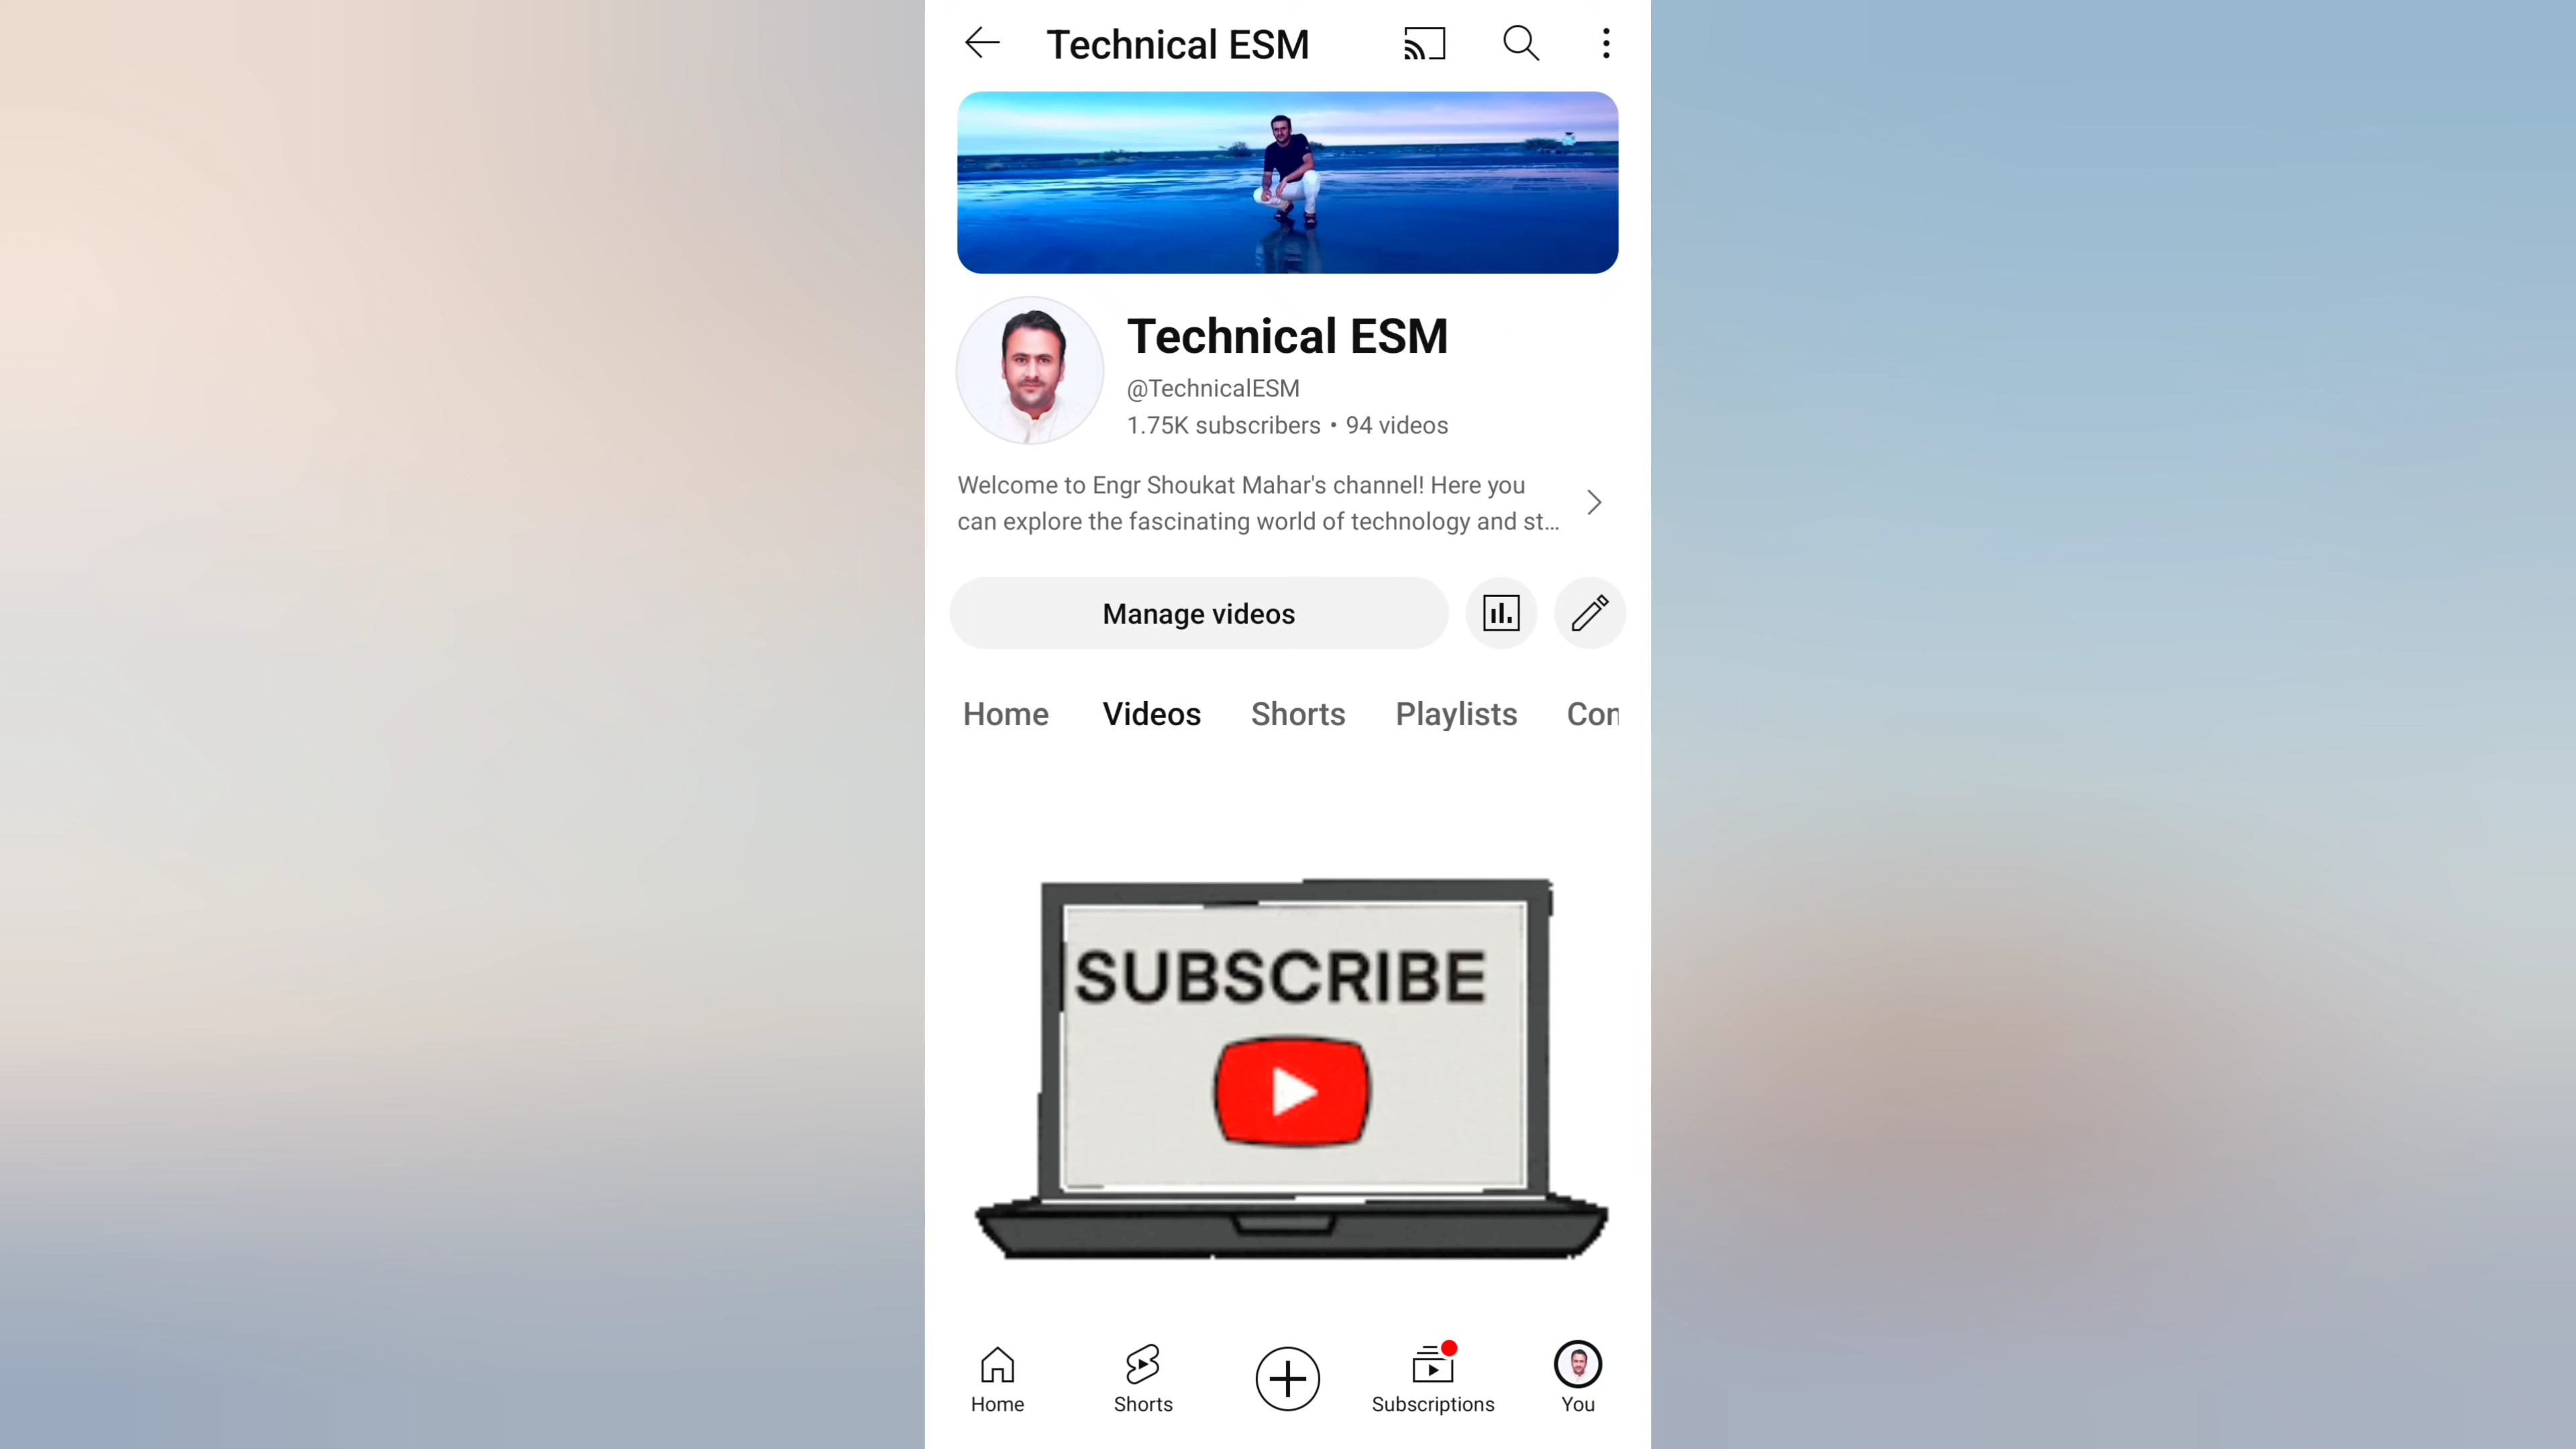 Technical ESM
Technical ESM
@TechnicalESM
1.75K subscribers • 94 videos
Welcome to Engr Shoukat Mahar's channel! Here you
can explore the fascinating world of technology and st...
Manage videos
Home Videos Shorts Playlists Con
SUBSCRIBE
Home Shorts Subscriptions You